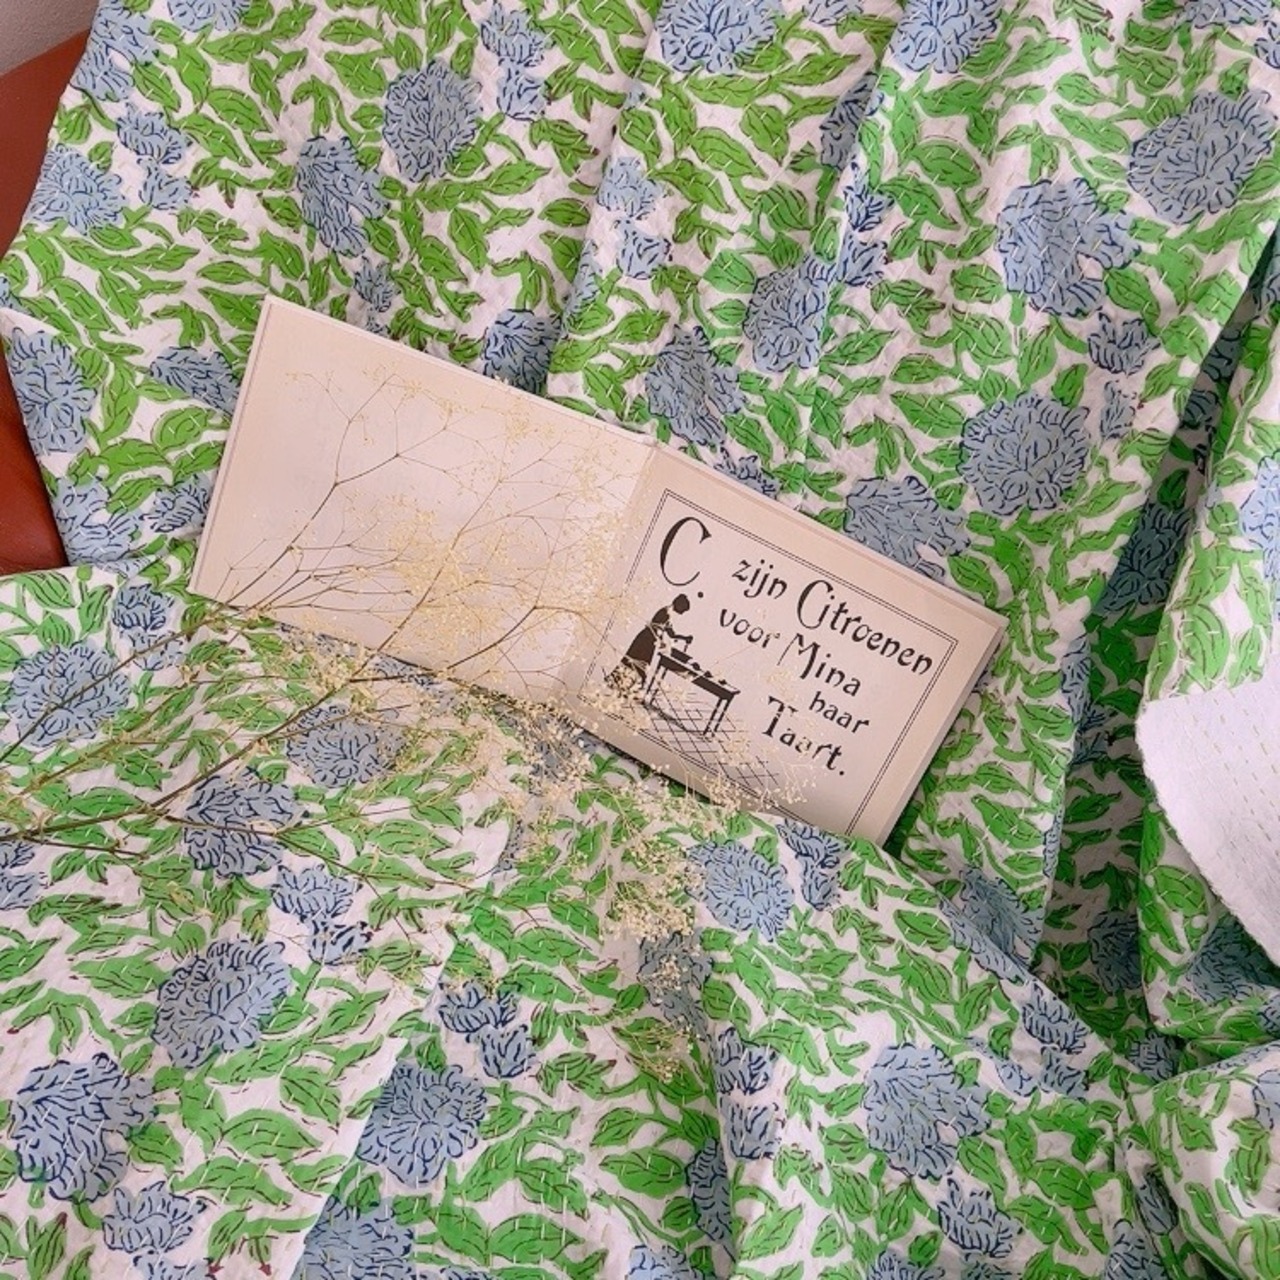 C zijn Citroenen
voor Mina
haar
Taart.